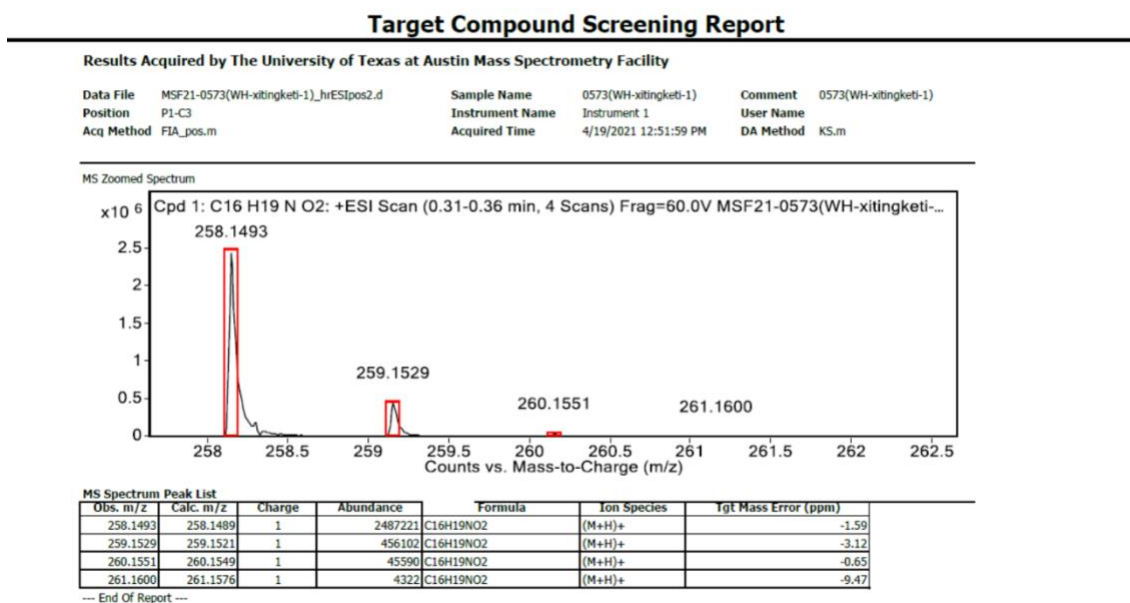 Target Compound Screening Report
Results Acquired by The University of Texas at Austin Mass Spectrometry Facility
Data File MSF21-0573(WH-xitingketi-1)_hrESIpos2.d Sample Name 0573(WH-xitingketi-1) Comment 0573(WH-xitingketi-1)
Position P1-C3 Instrument Name Instrument 1 User Name
Acq Method FIA_pos.m Acquired Time 4/19/2021 12:51:59 PM DA Method KS.m
MS Zoomed Spectrum
x10 6 Cpd 1: C16 H19 N O2: +ESI Scan (0.31-0.36 min, 4 Scans) Frag=60.0V MSF21-0573(WH-xitingketi-...
258.1493
2.5
2
1.5
1
259.1529
0.5
260.1551
261.1600
0
258 258.5 259 259.5 260 260.5 261 261.5 262 262.5
Counts vs. Mass-to-Charge (m/z)
MS Spectrum Peak List
Obs. m/z Calc. m/z Charge Abundance Formula Ion Species Tgt Mass Error (ppm)
258.1493 258.1489 1 2487221 C16H19NO2 (M+H)+ -1.59
259.1529 259.1521 1 456102 C16H19NO2 (M+H)+ -3.12
260.1551 260.1549 1 45590 C16H19NO2 (M+H)+ -0.65
261.1600 261.1576 1 4322 C16H19NO2 (M+H)+ -9.47
--- End Of Report ---